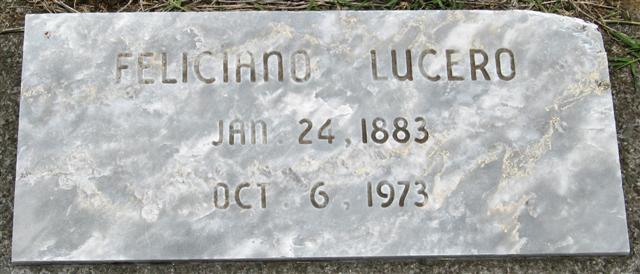 FELICIANO LUCERO
JAN 24, 1883
OCT 6, 1973